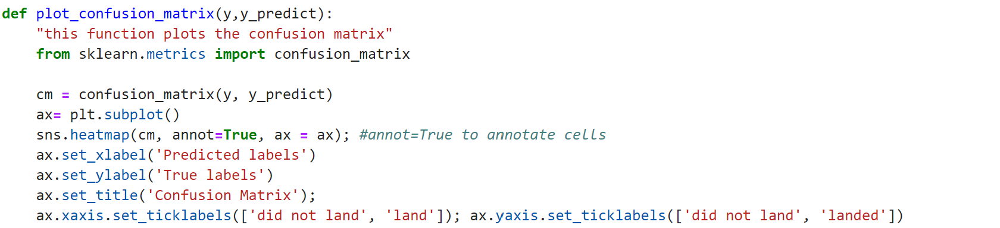 def plot_confusion_matrix(y,y_predict):
    "this function plots the confusion matrix"
    from sklearn.metrics import confusion_matrix

    cm = confusion_matrix(y, y_predict)
    ax= plt.subplot()
    sns.heatmap(cm, annot=True, ax = ax); #annot=True to annotate cells
    ax.set_xlabel('Predicted labels')
    ax.set_ylabel('True labels')
    ax.set_title('Confusion Matrix');
    ax.xaxis.set_ticklabels(['did not land', 'land']); ax.yaxis.set_ticklabels(['did not land', 'landed'])